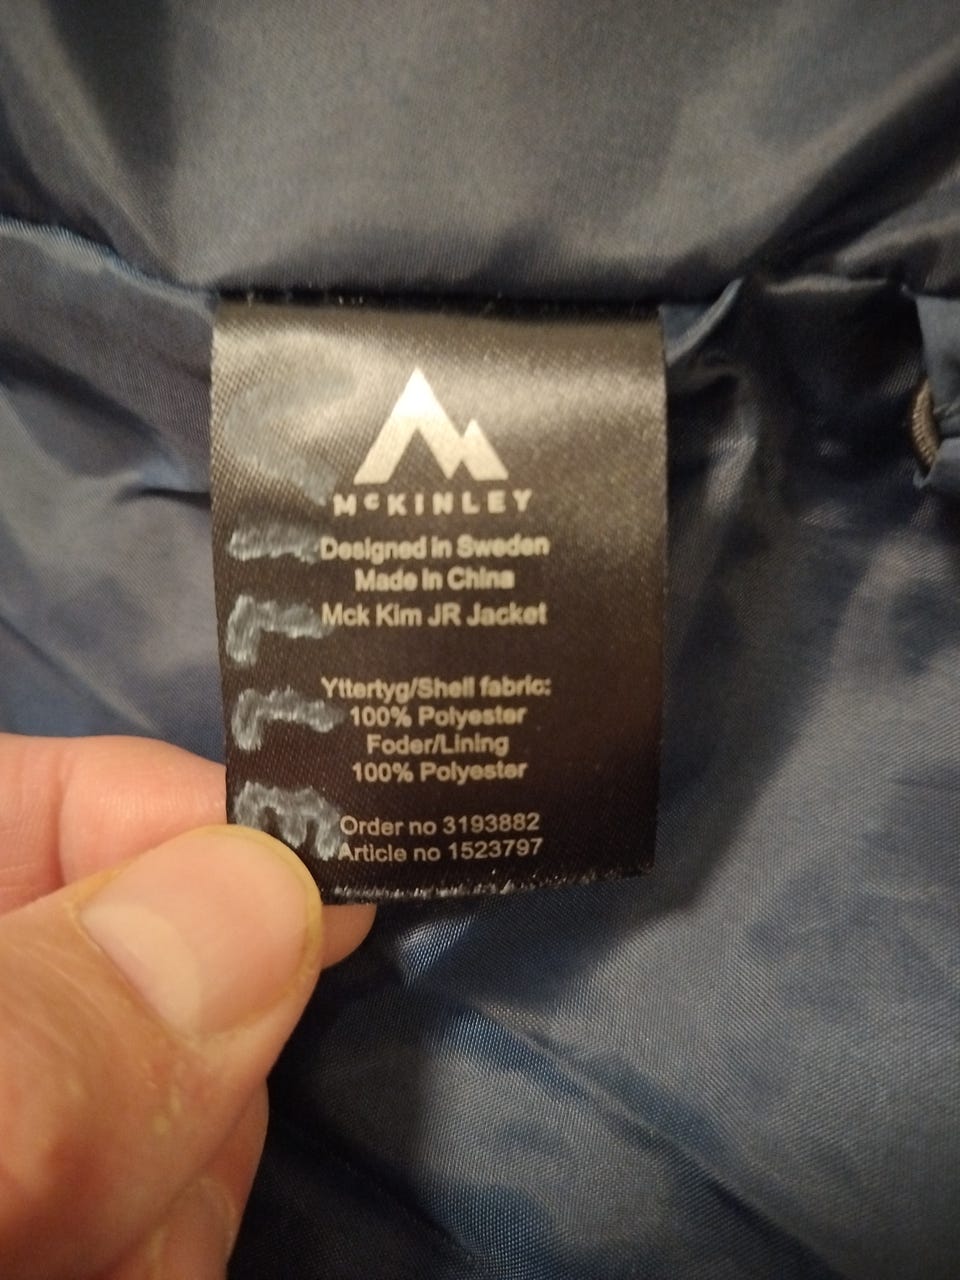 McKINLEY
Designed in Sweden
Made in China
Mck Kim JR Jacket
Yttertyg/Shell fabric:
100% Polyester
Foder/Lining
100% Polyester
Order no 3193882
Article no 1523797